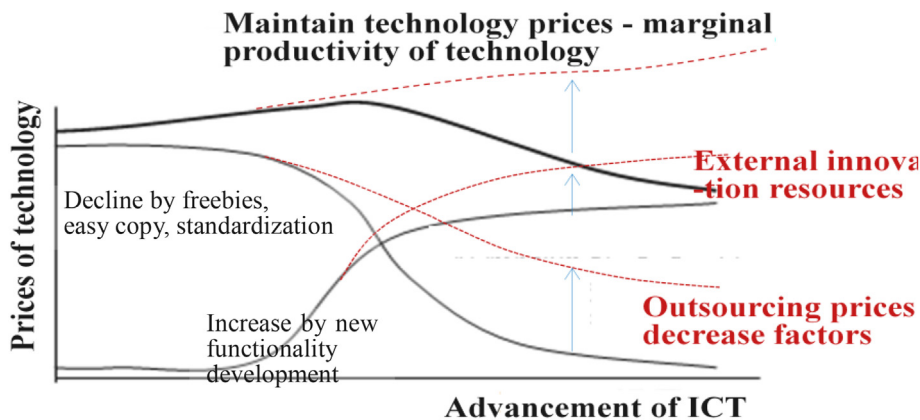 Maintain technology prices - marginal
productivity of technology
Prices of technology
External innova
-tion resources
Decline by freebies,
easy copy, standardization
Outsourcing prices
decrease factors
Increase by new
functionality
development
Advancement of ICT